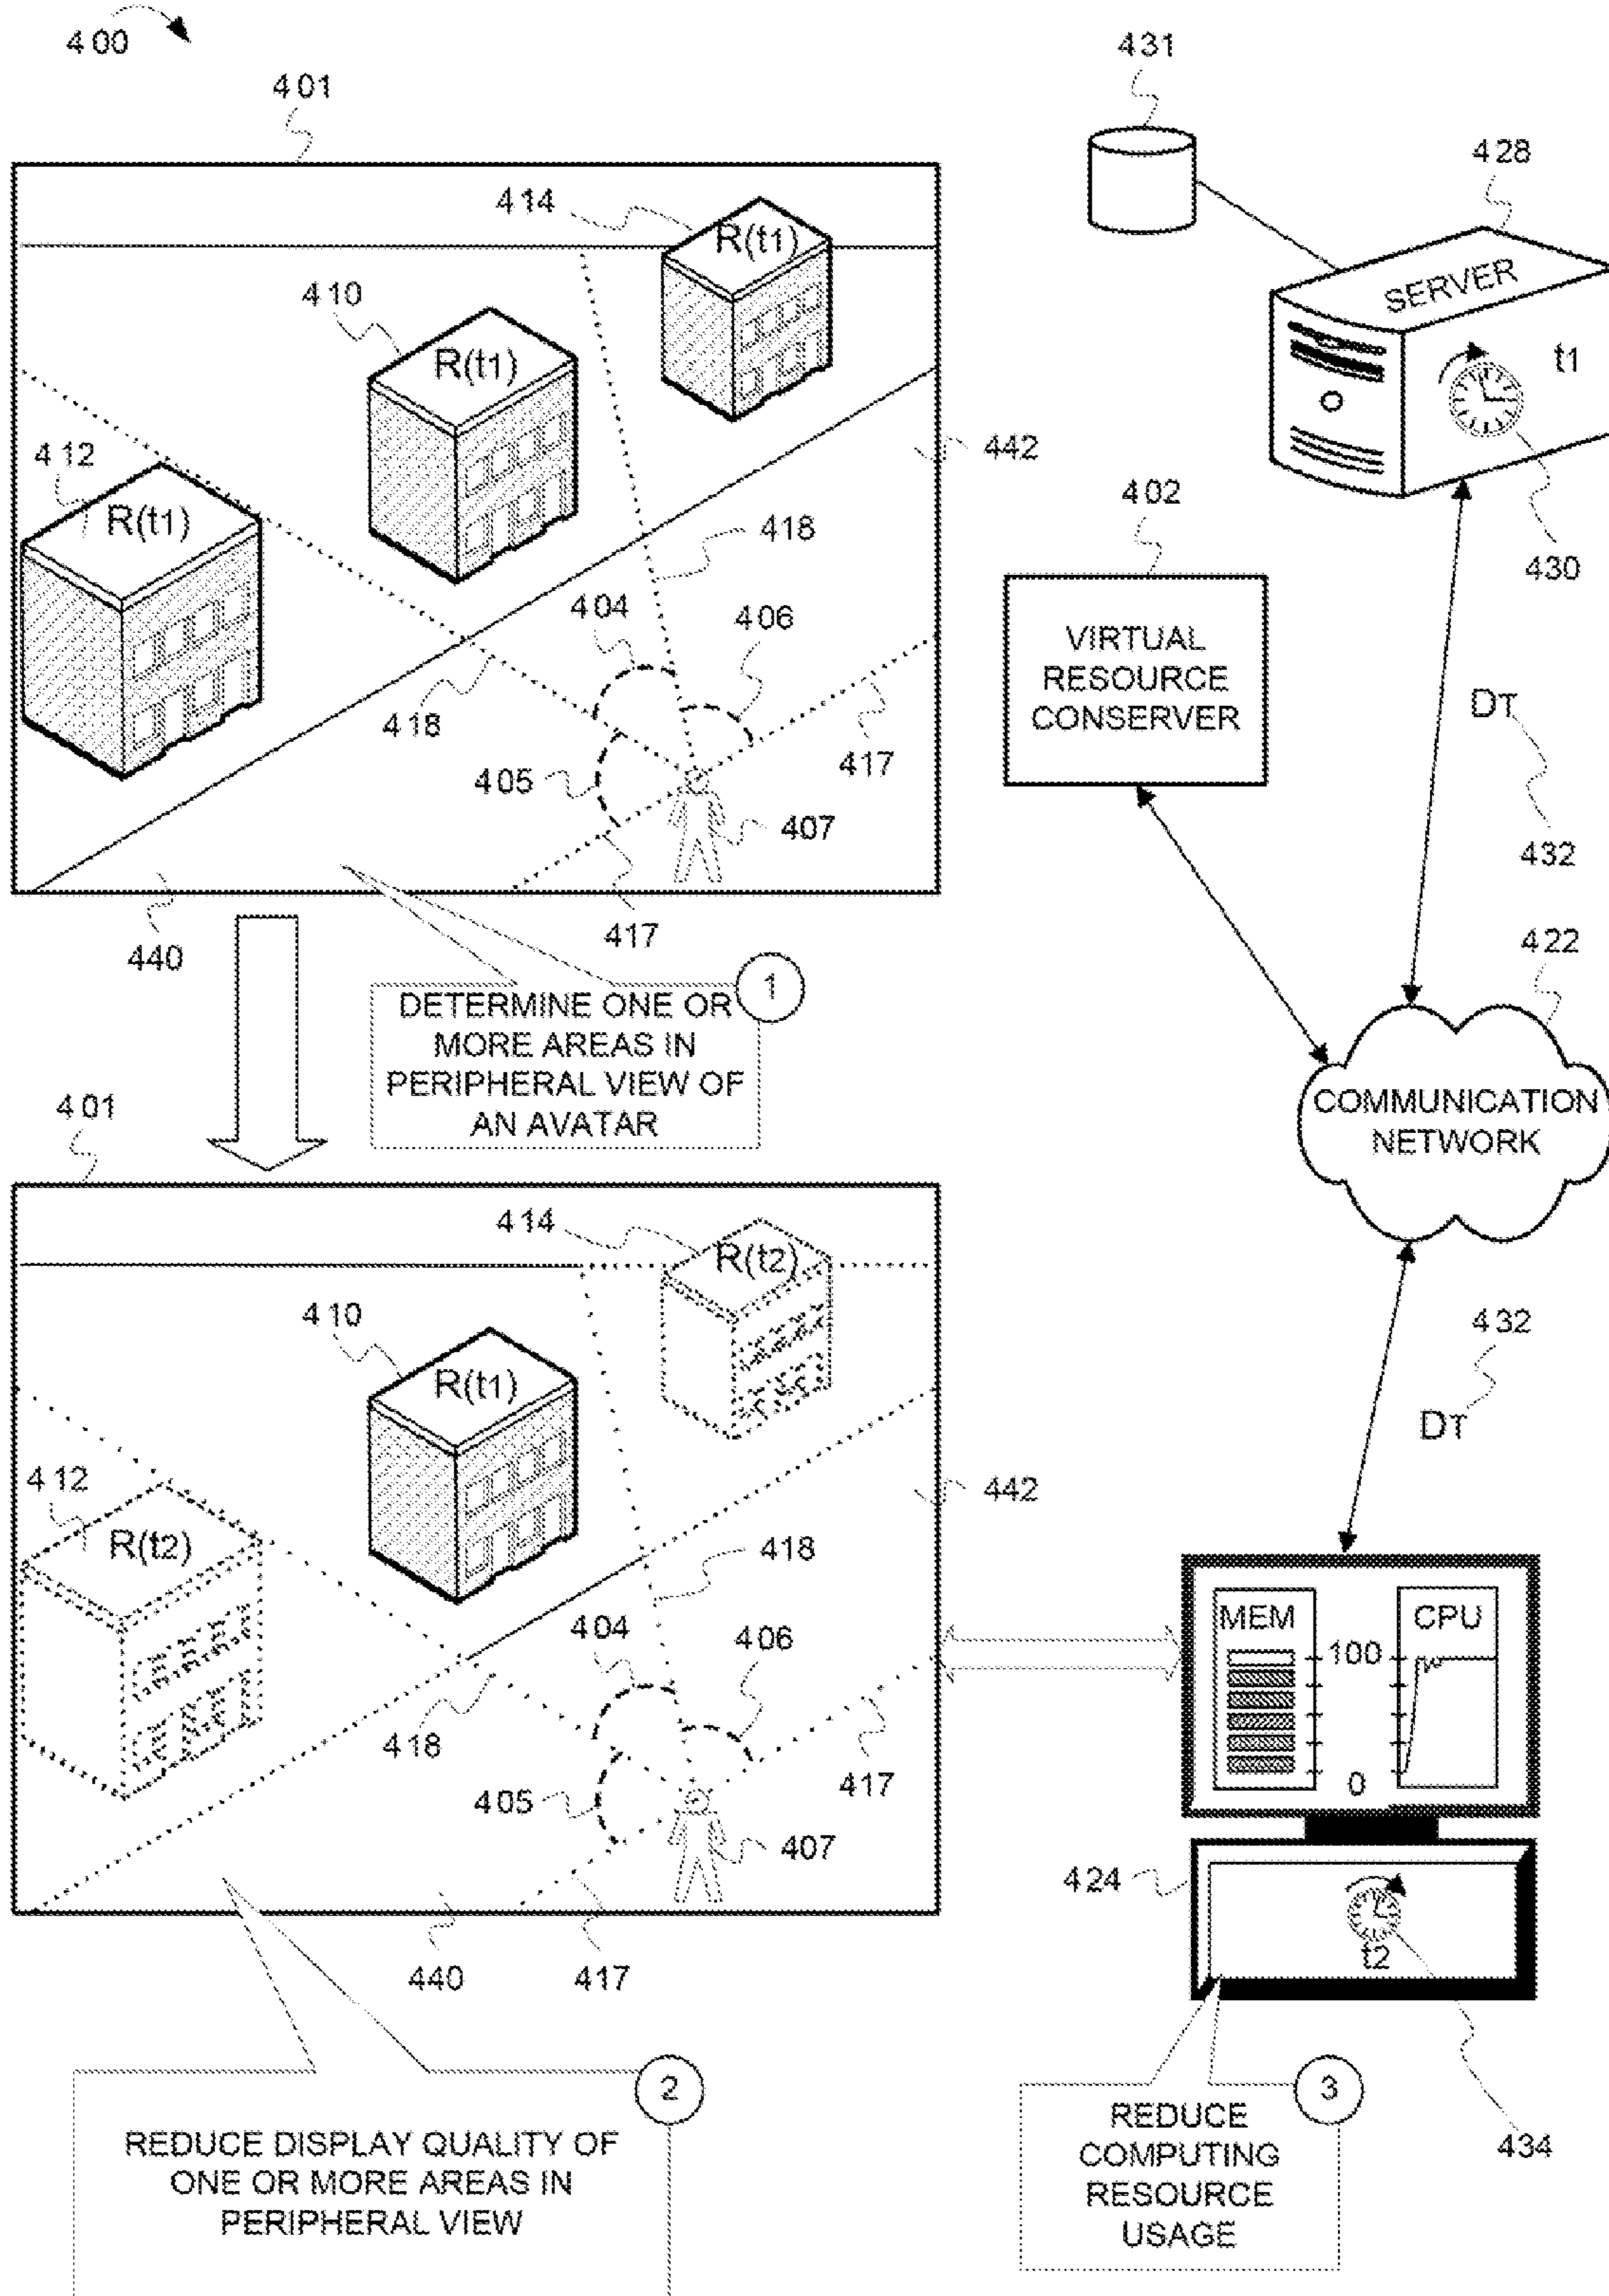 400
401
414
R(t1)
410
R(t1)
412
R(t1)
442
418
404
406
418
417
405
407
417
440
1
DETERMINE ONE OR
MORE AREAS IN
PERIPHERAL VIEW OF
AN AVATAR
401
414
R(t2)
410
R(t1)
412
R(t2)
442
418
404
406
418
417
405
407
440
417
2
REDUCE DISPLAY QUALITY OF
ONE OR MORE AREAS IN
PERIPHERAL VIEW
431
428
SERVER
t1
430
402
VIRTUAL
RESOURCE
CONSERVER
DT
432
422
COMMUNICATION
NETWORK
432
DT
MEM
100
CPU
0
424
t2
434
3
REDUCE
COMPUTING
RESOURCE
USAGE